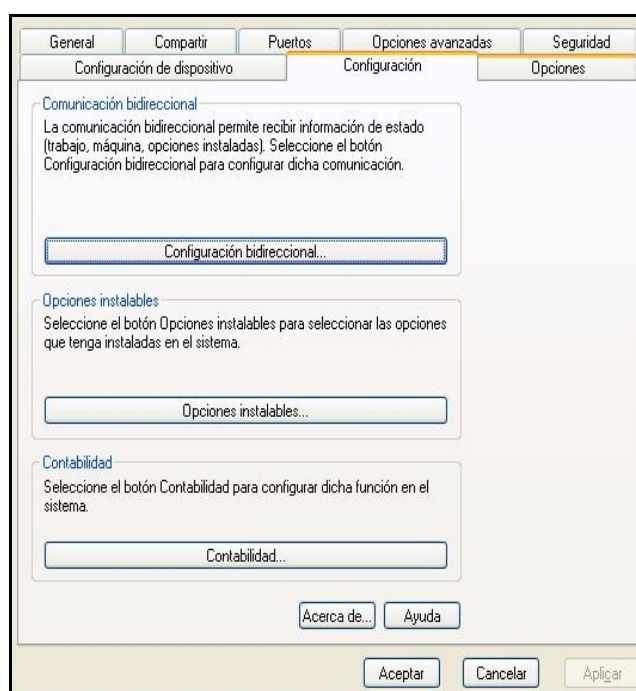 General Compartir Puertos Opciones avanzadas Seguridad
Configuración de dispositivo Configuración Opciones
Comunicación bidireccional
La comunicación bidireccional permite recibir información de estado
(trabajo, máquina, opciones instaladas). Seleccione el botón
Configuración bidireccional para configurar dicha comunicación.
Configuración bidireccional...
Opciones instalables
Seleccione el botón Opciones instalables para seleccionar las opciones
que tenga instaladas en el sistema.
Opciones instalables...
Contabilidad
Seleccione el botón Contabilidad para configurar dicha función en el
sistema.
Contabilidad...
Acerca de... Ayuda
Aceptar Cancelar Aplicar